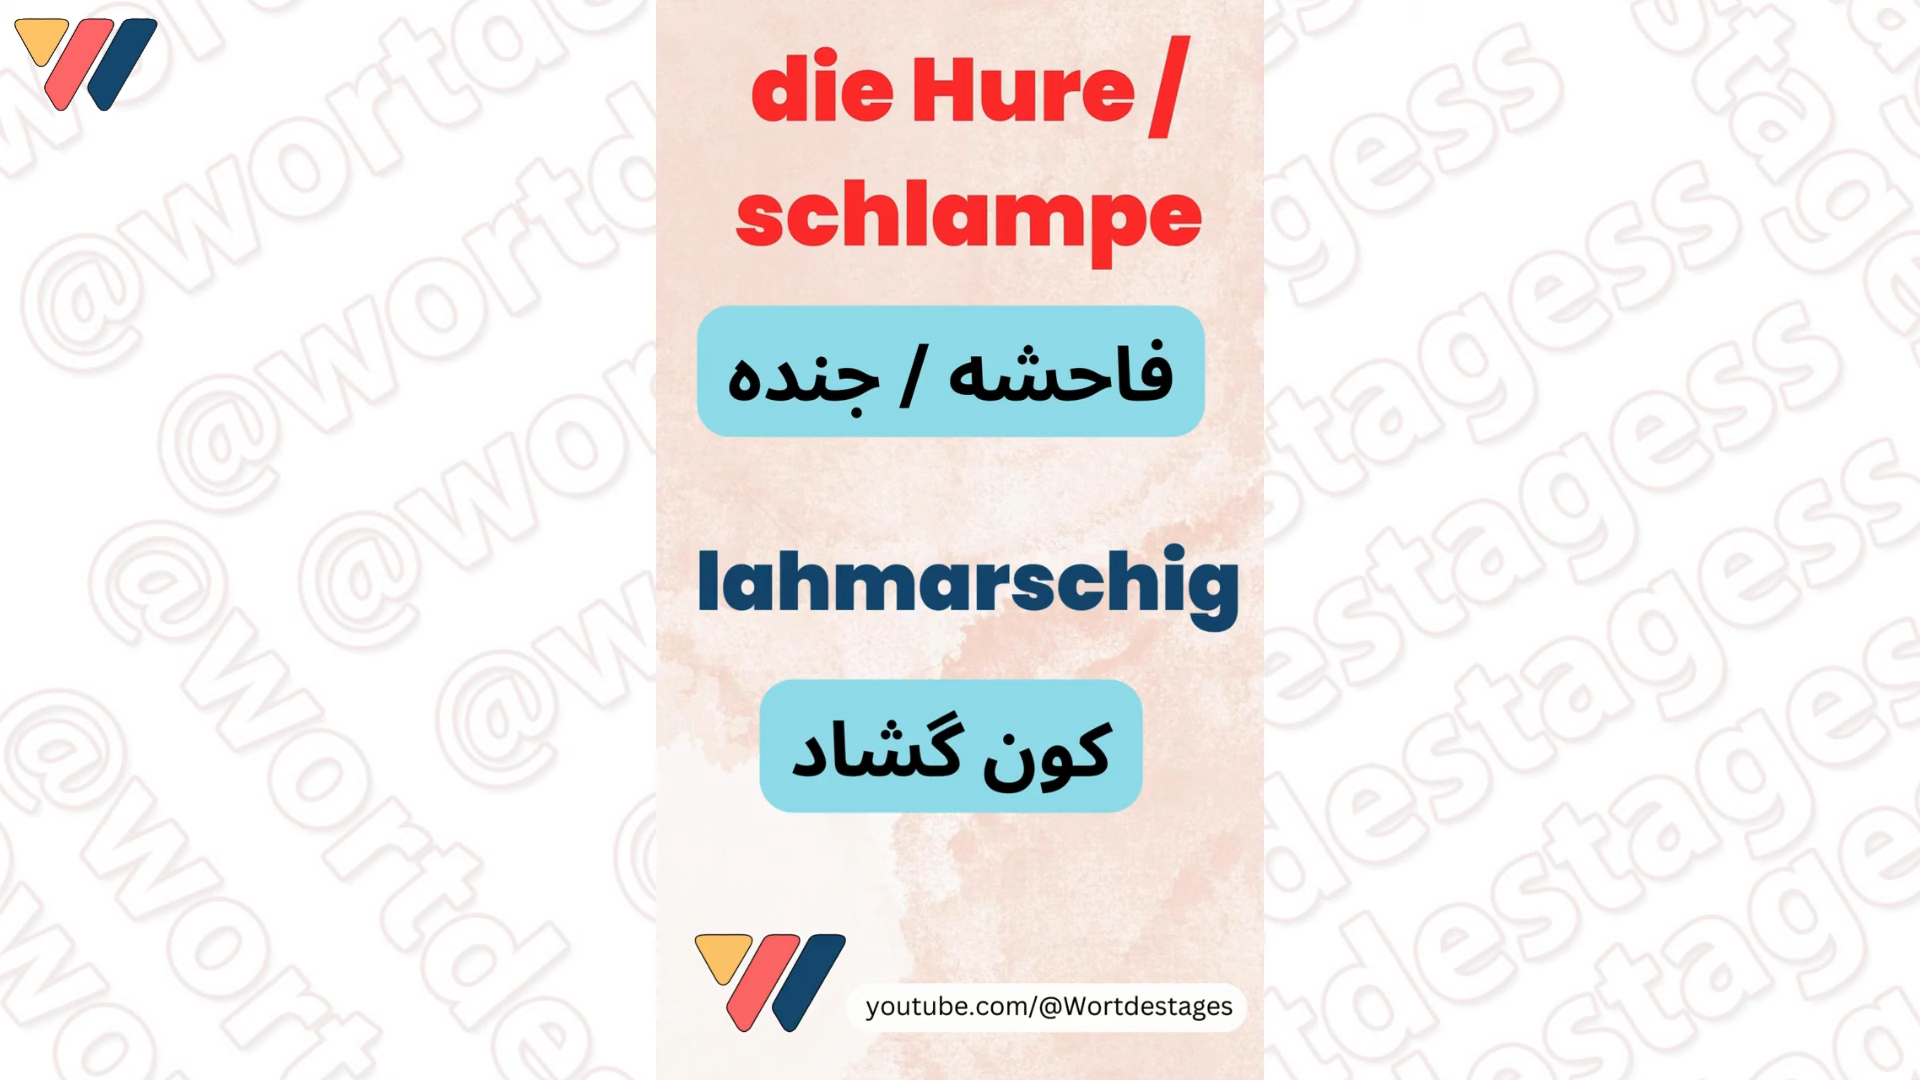 die Hure /
schlampe
فاحشه / جنده
lahmarschig
کون گشاد
youtube.com/@Wortdestages